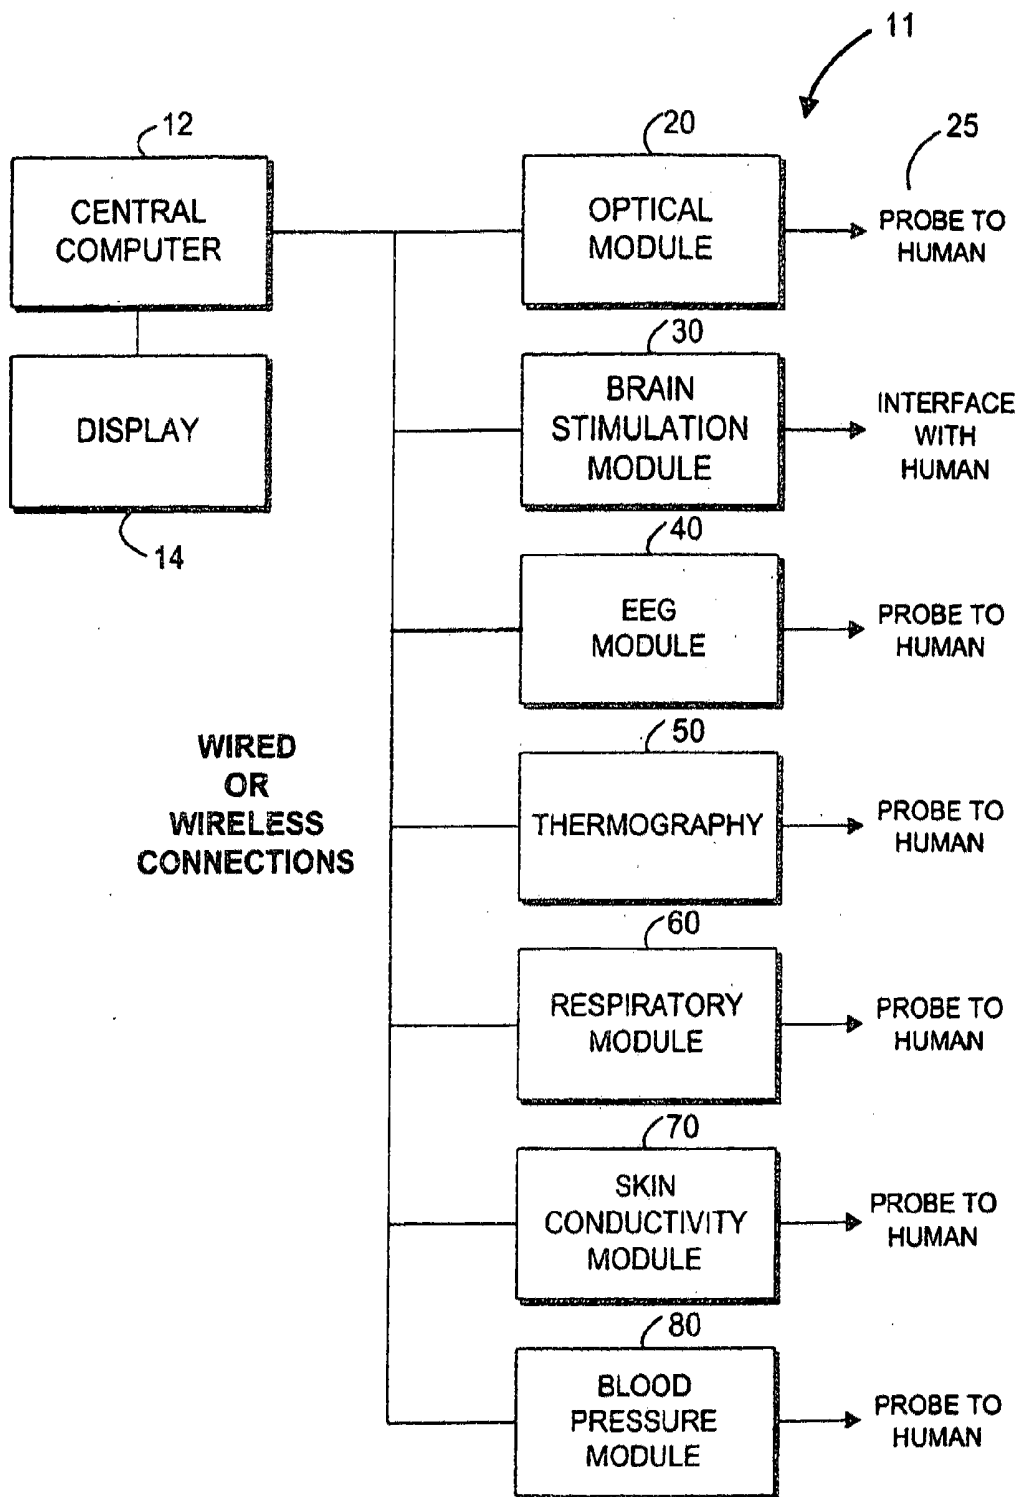 11
12
CENTRAL
COMPUTER
DISPLAY
14
WIRED
OR
WIRELESS
CONNECTIONS
20
OPTICAL
MODULE
25
PROBE TO
HUMAN
30
BRAIN
STIMULATION
MODULE
INTERFACE
WITH
HUMAN
40
EEG
MODULE
PROBE TO
HUMAN
50
THERMOGRAPHY
PROBE TO
HUMAN
60
RESPIRATORY
MODULE
PROBE TO
HUMAN
70
SKIN
CONDUCTIVITY
MODULE
PROBE TO
HUMAN
80
BLOOD
PRESSURE
MODULE
PROBE TO
HUMAN